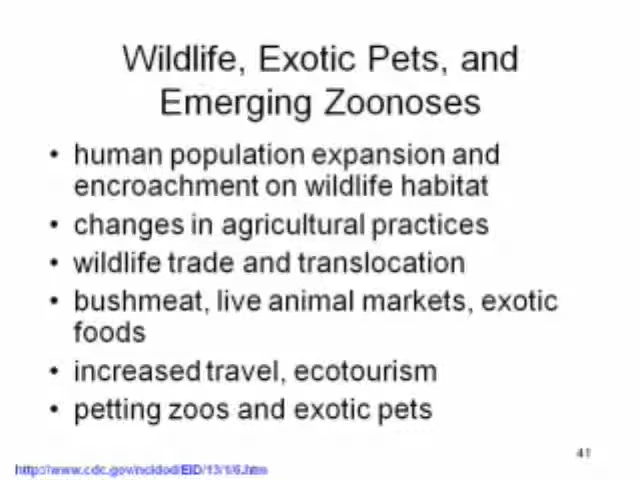 Wildlife, Exotic Pets, and
Emerging Zoonoses
• human population expansion and
encroachment on wildlife habitat
• changes in agricultural practices
• wildlife trade and translocation
• bushmeat, live animal markets, exotic
foods
• increased travel, ecotourism
• petting zoos and exotic pets
41
http://www.cdc.gov/ncidod/EID/13/1/6.htm